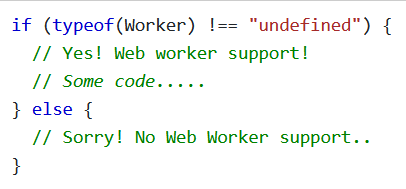 if (typeof(Worker) !== "undefined") {
  // Yes! Web worker support!
  // Some code.....
} else {
  // Sorry! No Web Worker support..
}